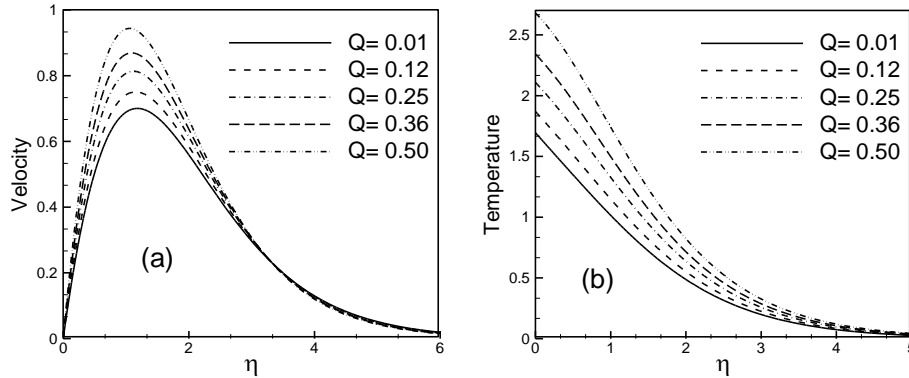 Velocity
1
0.8
0.6
0.4
0.2
0
0
2
4
6
η
Q= 0.01
Q= 0.12
Q= 0.25
Q= 0.36
Q= 0.50
(a)
Temperature
2.5
2
1.5
1
0.5
0
0
1
2
3
4
5
η
Q= 0.01
Q= 0.12
Q= 0.25
Q= 0.36
Q= 0.50
(b)